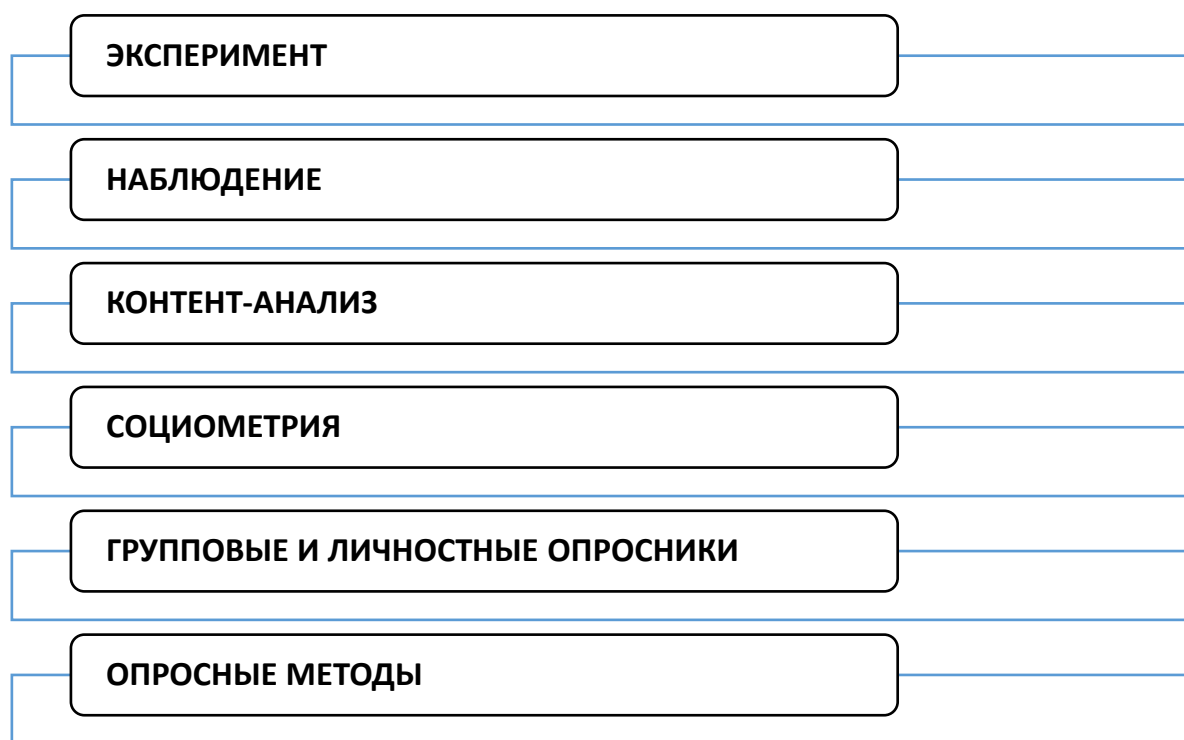 ЭКСПЕРИМЕНТ
НАБЛЮДЕНИЕ
КОНТЕНТ-АНАЛИЗ
СОЦИОМЕТРИЯ
ГРУППОВЫЕ И ЛИЧНОСТНЫЕ ОПРОСНИКИ
ОПРОСНЫЕ МЕТОДЫ